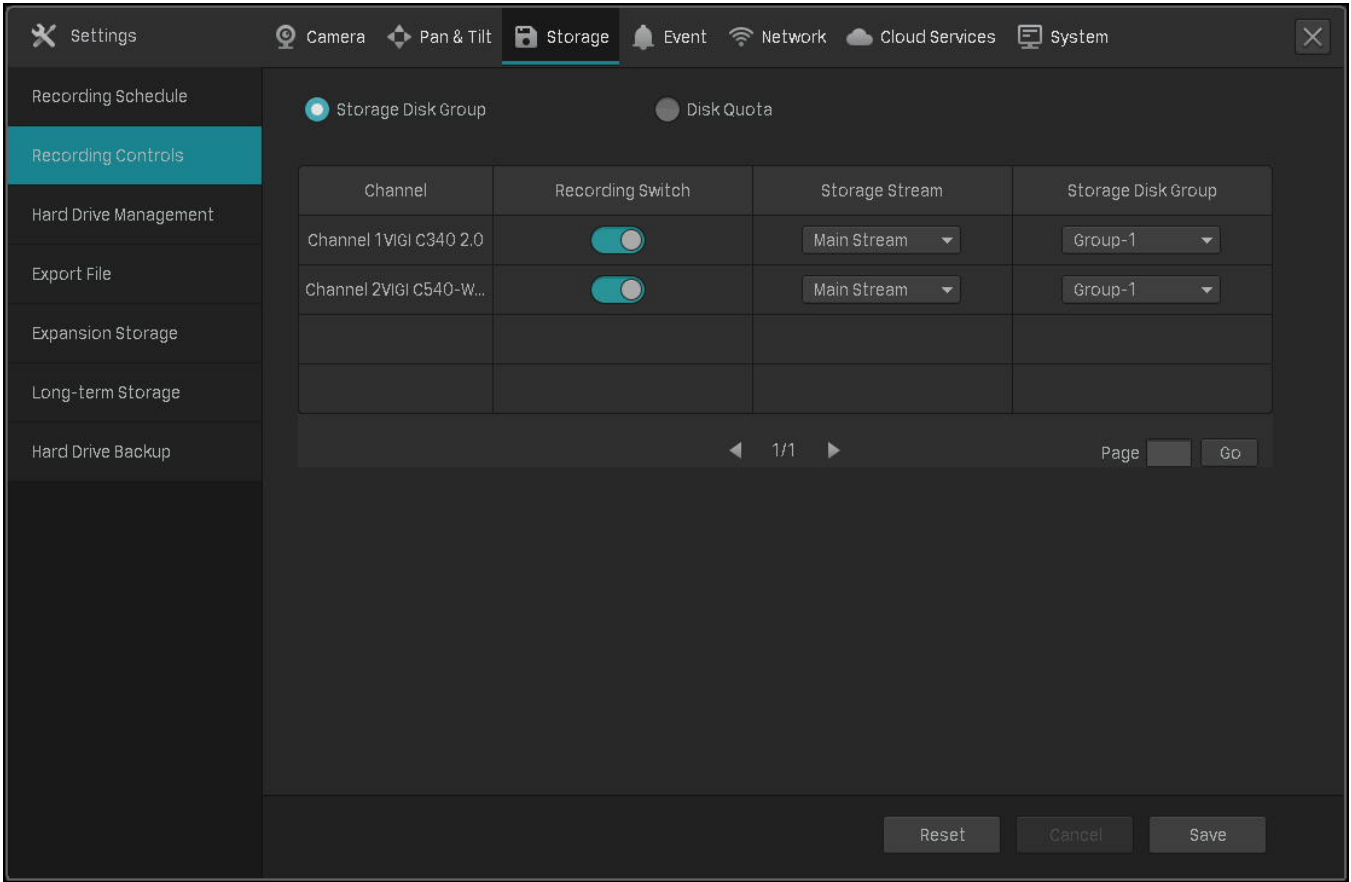 Settings
Camera Pan & Tilt Storage Event Network Cloud Services System
Recording Schedule
Recording Controls
Hard Drive Management
Export File
Expansion Storage
Long-term Storage
Hard Drive Backup
Storage Disk Group Disk Quota
Channel Recording Switch Storage Stream Storage Disk Group
Channel 1VIGI C340 2.0 Main Stream Group-1
Channel 2VIGI C540-W... Main Stream Group-1
1/1 Page Go
Reset Cancel Save